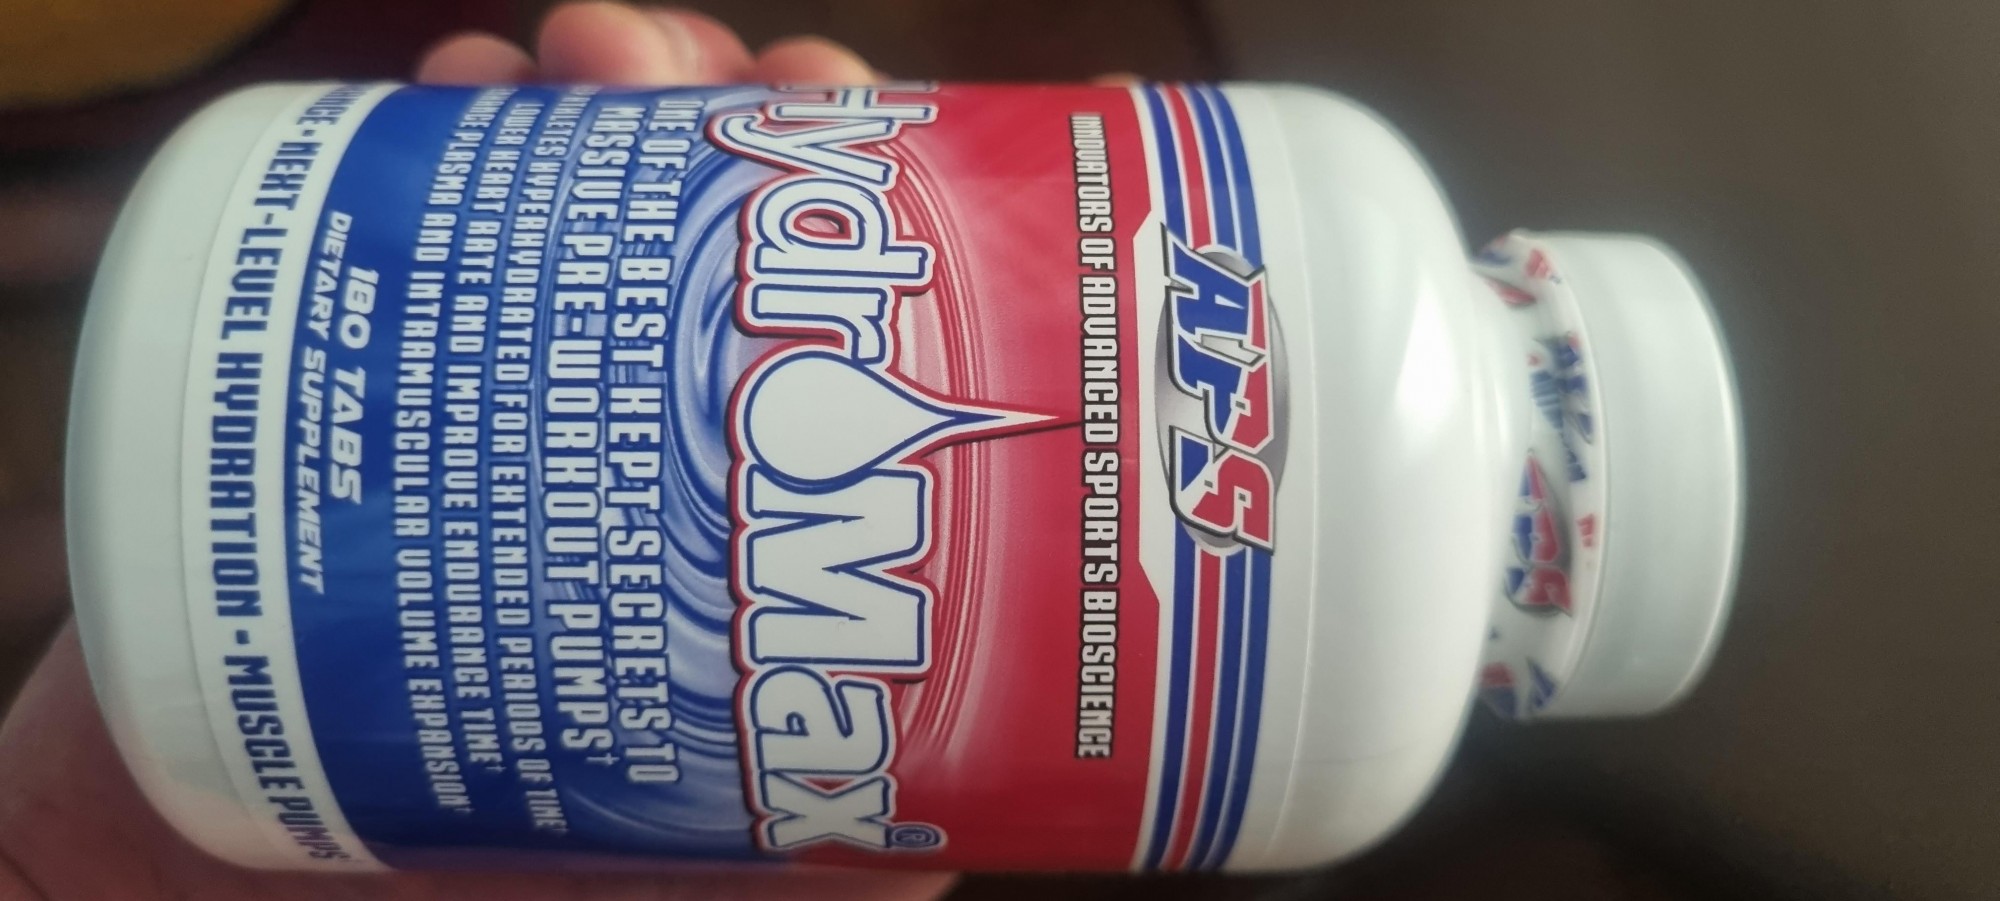 APS
INNOVATORS OF ADVANCED SPORTS BIOSCIENCE
HydroMax®
ONE OF THE BEST KEPT SECRETS TO
MASSIVE PRE-WORKOUT PUMPS†
ATHLETES HYPERHYDRATED FOR EXTENDED PERIODS OF TIME†
LOWER HEART RATE AND IMPROVE ENDURANCE TIME†
PLASMA AND INTRAMUSCULAR VOLUME EXPANSION†
180 TABS
DIETARY SUPPLEMENT
• NEXT-LEVEL HYDRATION • MUSCLE PUMPS